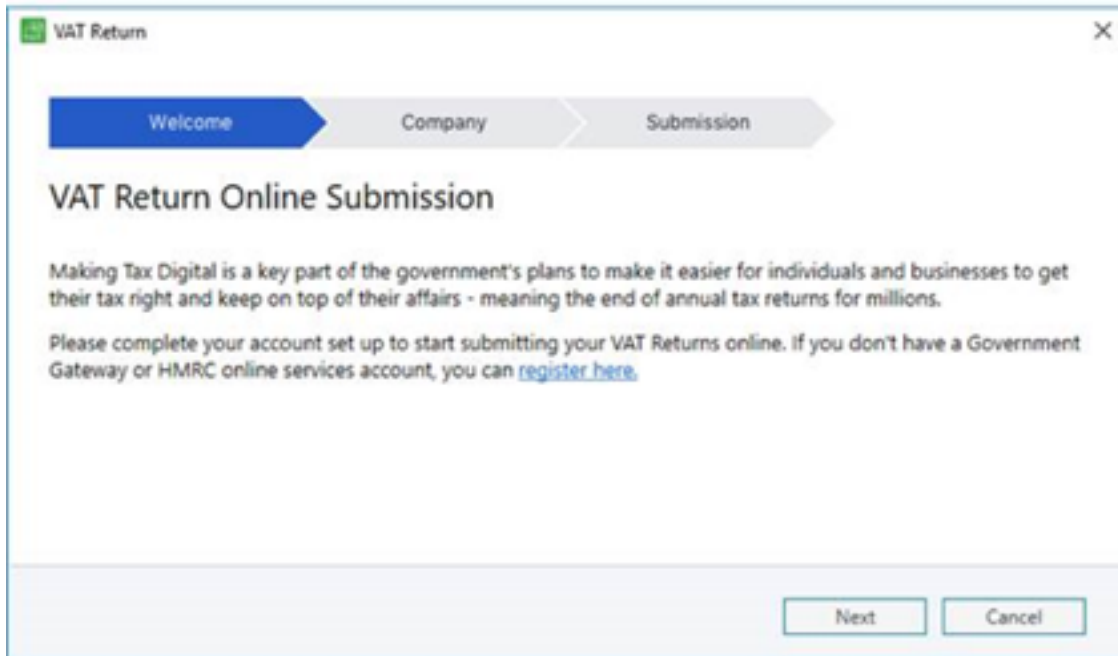 VAT Return
Welcome
Company
Submission
VAT Return Online Submission
Making Tax Digital is a key part of the government's plans to make it easier for individuals and businesses to get
their tax right and keep on top of their affairs - meaning the end of annual tax returns for millions.
Please complete your account set up to start submitting your VAT Returns online. If you don't have a Government
Gateway or HMRC online services account, you can register here.
Next
Cancel